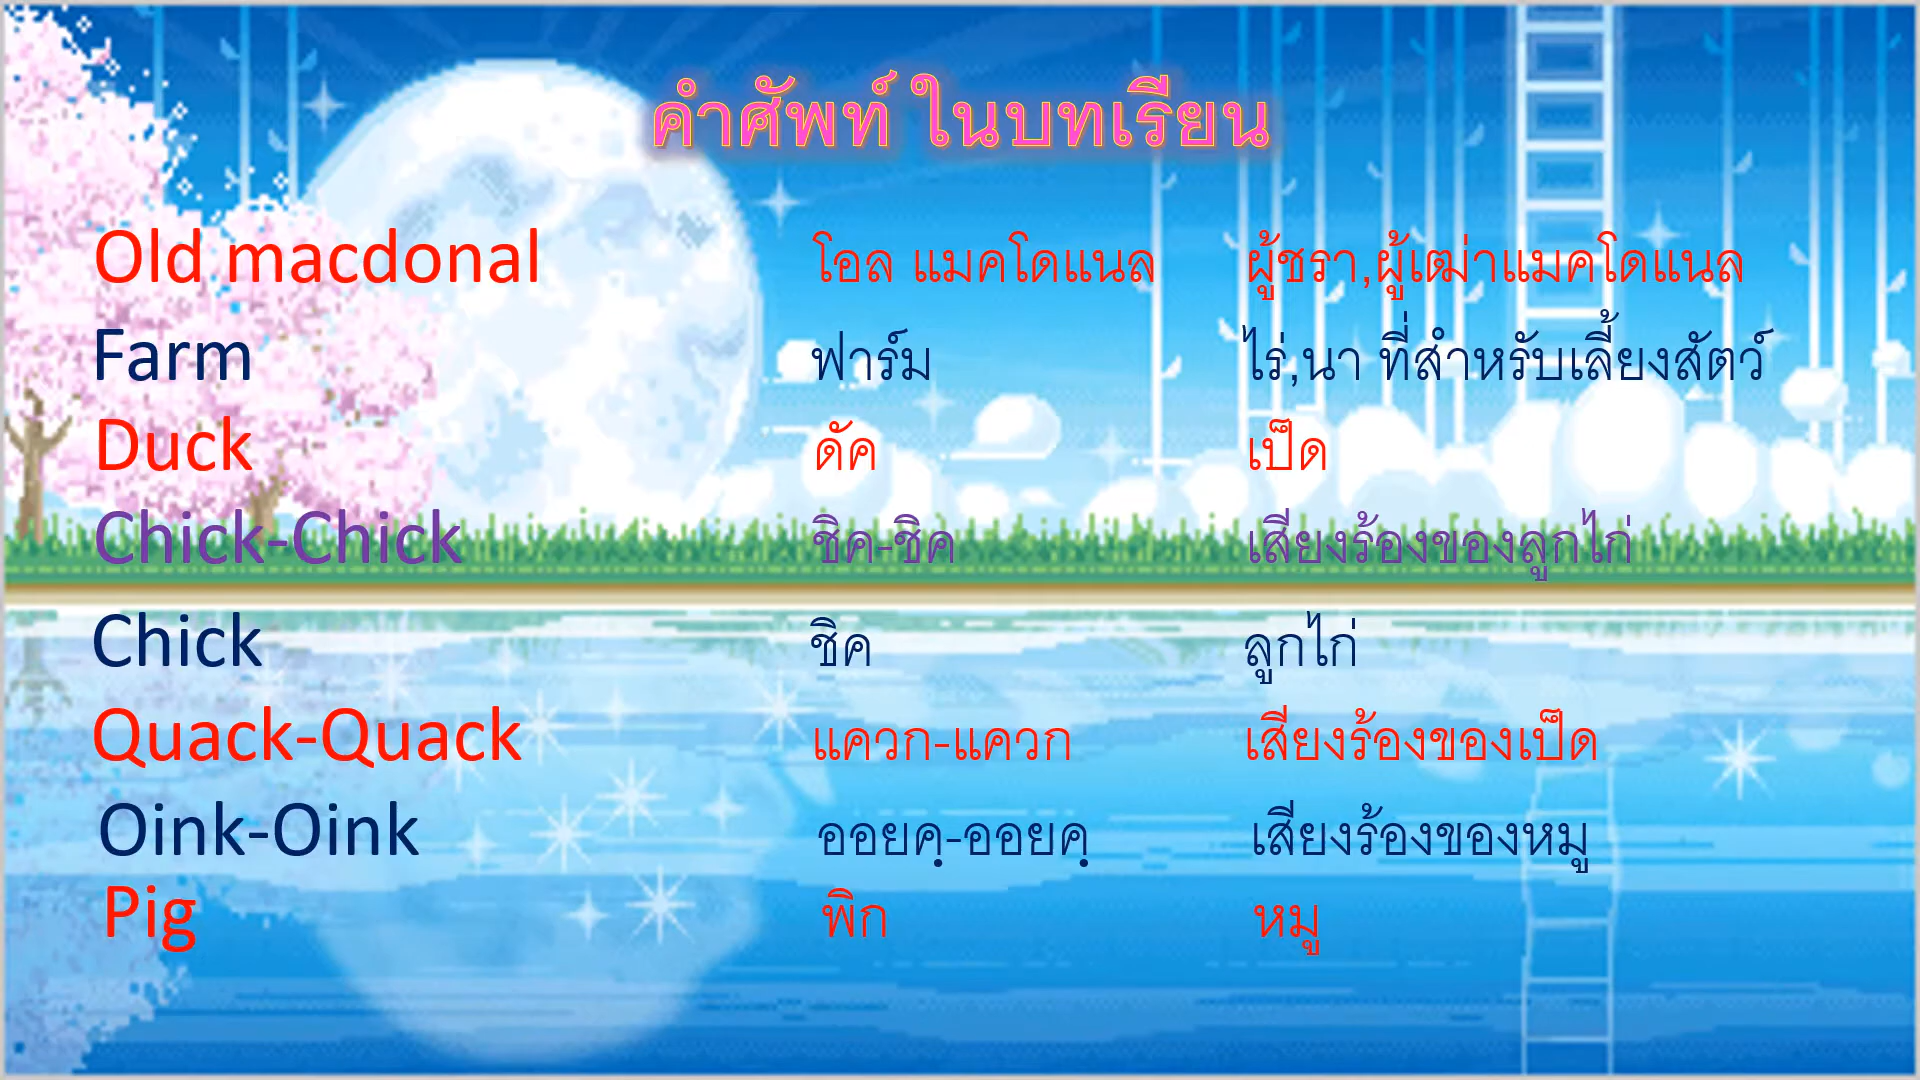 คำศัพท์ ในบทเรียน
Old macdonal โอล แมคโดแนล ผู้ชรา,ผู้เฒ่าแมคโดแนล
Farm ฟาร์ม ไร่,นา ที่สำหรับเลี้ยงสัตว์
Duck ดัค เป็ด
Chick-Chick ชิค-ชิค เสียงร้องของลูกไก่
Chick ชิค ลูกไก่
Quack-Quack แควก-แควก เสียงร้องของเป็ด
Oink-Oink ออยคฺ-ออยคฺ เสียงร้องของหมู
Pig พิก หมู